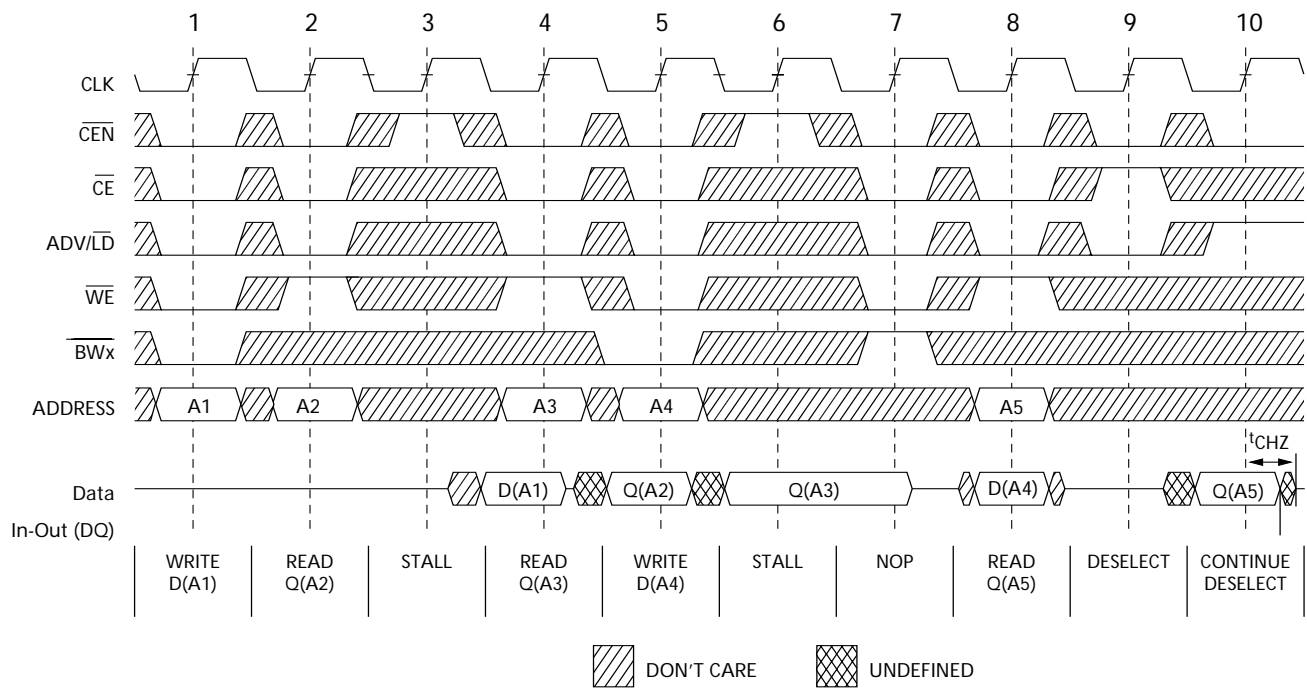 1 2 3 4 5 6 7 8 9 10
CLK
CEN
CE
ADV/LD
WE
BWx
ADDRESS A1 A2 A3 A4 A5
tCHZ
Data D(A1) Q(A2) Q(A3) D(A4) Q(A5)
In-Out (DQ)
WRITE READ STALL READ WRITE STALL NOP READ DESELECT CONTINUE
D(A1) Q(A2) Q(A3) D(A4) Q(A5) DESELECT
DON'T CARE UNDEFINED